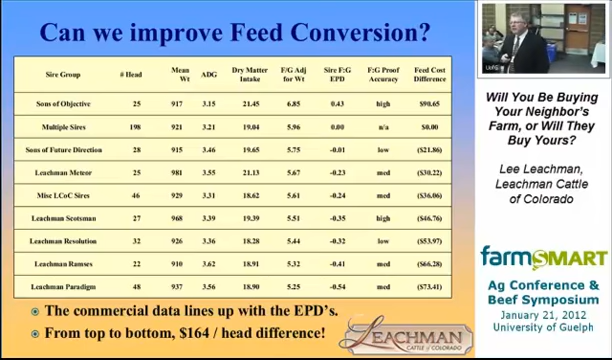 Can we improve Feed Conversion?
Sire Group # Head Mean Wt ADG Dry Matter Intake F/G Adj for Wt Sire F:G EPD F:G Proof Accuracy Feed Cost Difference
Sons of Objective 25 917 3.15 21.45 6.85 0.43 high $90.65
Multiple Sires 198 921 3.21 19.04 5.96 0.00 n/a $0.00
Sons of Future Direction 28 915 3.46 19.65 5.75 -0.01 low ($21.86)
Leachman Meteor 25 981 3.55 21.13 5.67 -0.23 med ($30.22)
Misc LCoC Sires 46 929 3.31 18.62 5.61 -0.24 med ($36.06)
Leachman Scotsman 27 968 3.39 19.39 5.51 -0.35 high ($46.76)
Leachman Resolution 32 926 3.36 18.28 5.44 -0.32 low ($53.97)
Leachman Ramses 22 910 3.62 18.91 5.32 -0.41 med ($66.28)
Leachman Paradigm 48 937 3.56 18.90 5.25 -0.54 med ($73.41)
The commercial data lines up with the EPD's.
From top to bottom, $164 / head difference!
LEACHMAN
CATTLE OF COLORADO
Will You Be Buying
Your Neighbor's
Farm, or Will They
Buy Yours?
Lee Leachman,
Leachman Cattle
of Colorado
farmSMART
Ag Conference &
Beef Symposium
January 21, 2012
University of Guelph